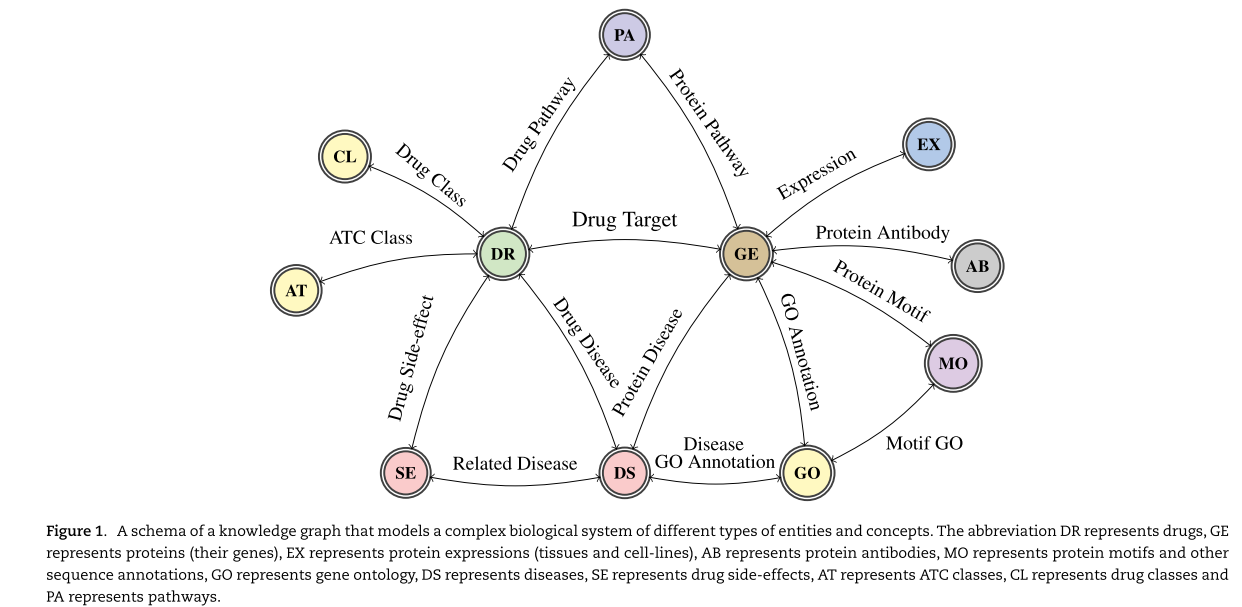 PA
Drug Pathway
Protein Pathway
CL
Drug Class
EX
Expression
ATC Class
Drug Target
Protein Antibody
DR
GE
AB
AT
Protein Motif
Drug Side-effect
Drug Disease
Protein Disease
GO Annotation
MO
Motif GO
SE
Related Disease
DS
Disease
GO Annotation
GO
Figure 1. A schema of a knowledge graph that models a complex biological system of different types of entities and concepts. The abbreviation DR represents drugs, GE
represents proteins (their genes), EX represents protein expressions (tissues and cell-lines), AB represents protein antibodies, MO represents protein motifs and other
sequence annotations, GO represents gene ontology, DS represents diseases, SE represents drug side-effects, AT represents ATC classes, CL represents drug classes and
PA represents pathways.